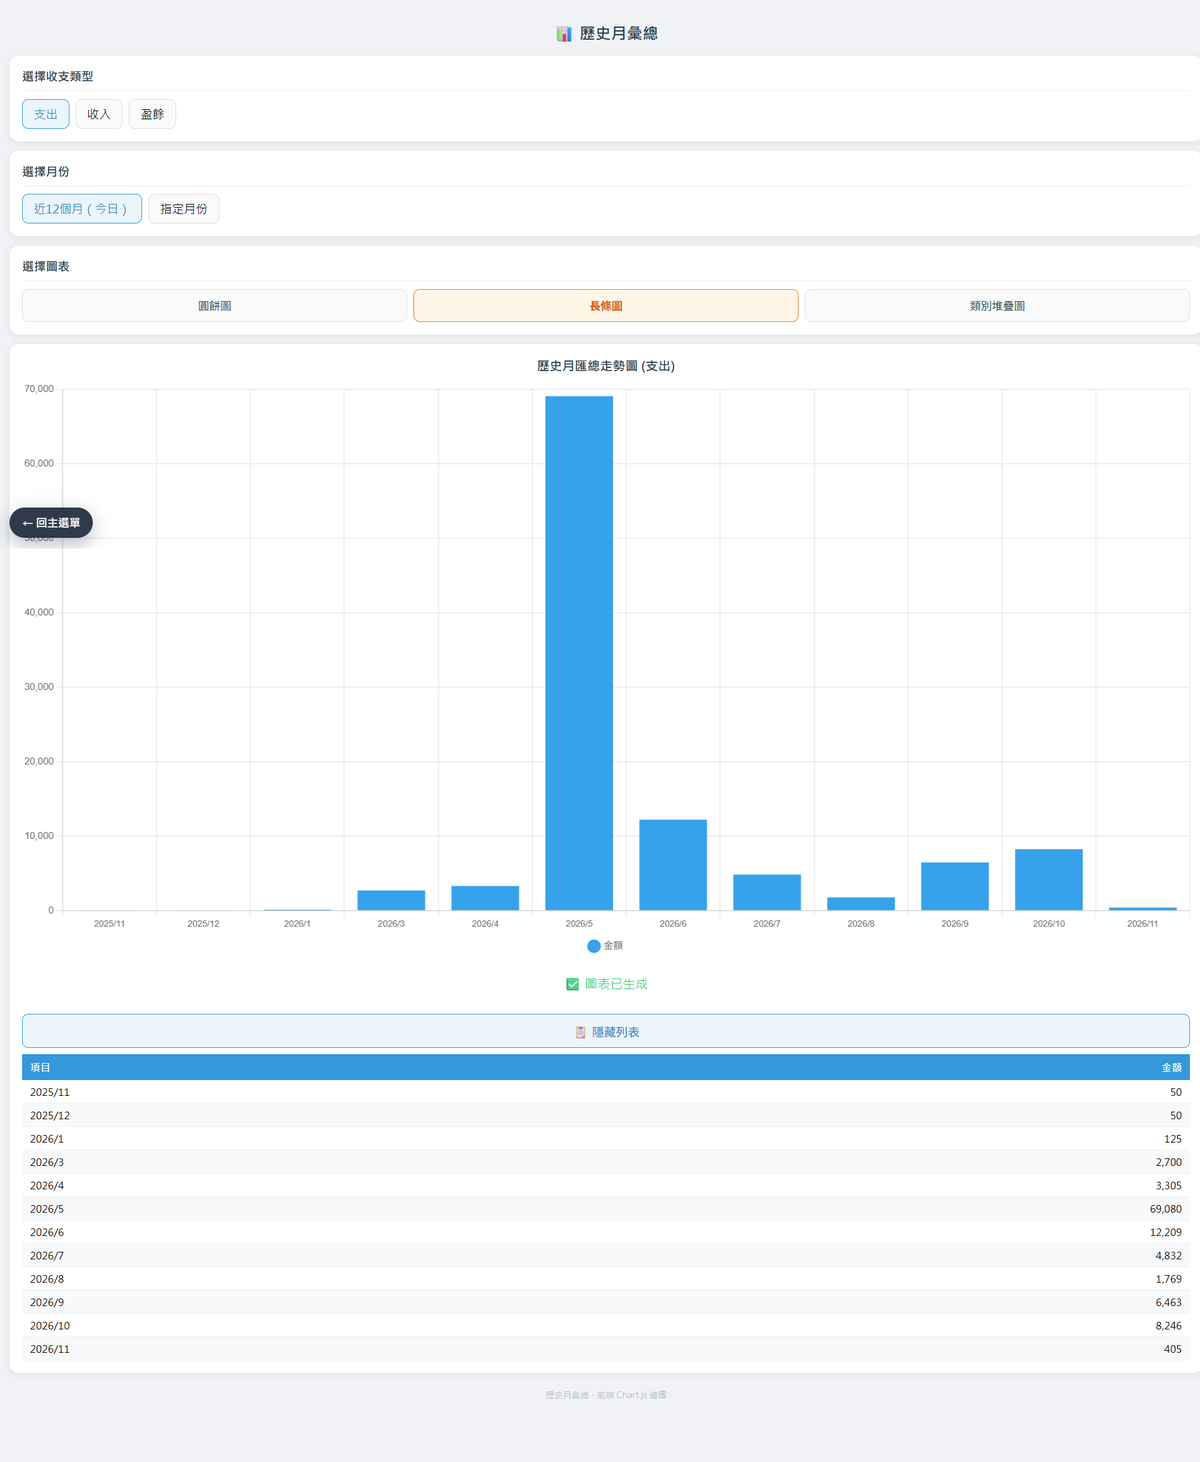 歷史月彙總
選擇收支類型
支出 收入 盈餘
選擇月份
近12個月（今日） 指定月份
選擇圖表
圓餅圖 長條圖 類別堆疊圖
歷史月匯總走勢圖 (支出)
70,000
60,000
← 回主選單
50,000
40,000
30,000
20,000
10,000
0
2025/11 2025/12 2026/1 2026/3 2026/4 2026/5 2026/6 2026/7 2026/8 2026/9 2026/10 2026/11
金額
圖表已生成
隱藏列表
項目 金額
2025/11 50
2025/12 50
2026/1 125
2026/3 2,700
2026/4 3,305
2026/5 69,080
2026/6 12,209
2026/7 4,832
2026/8 1,769
2026/9 6,463
2026/10 8,246
2026/11 405
歷史月彙總 - 前端 Chart.js 繪圖